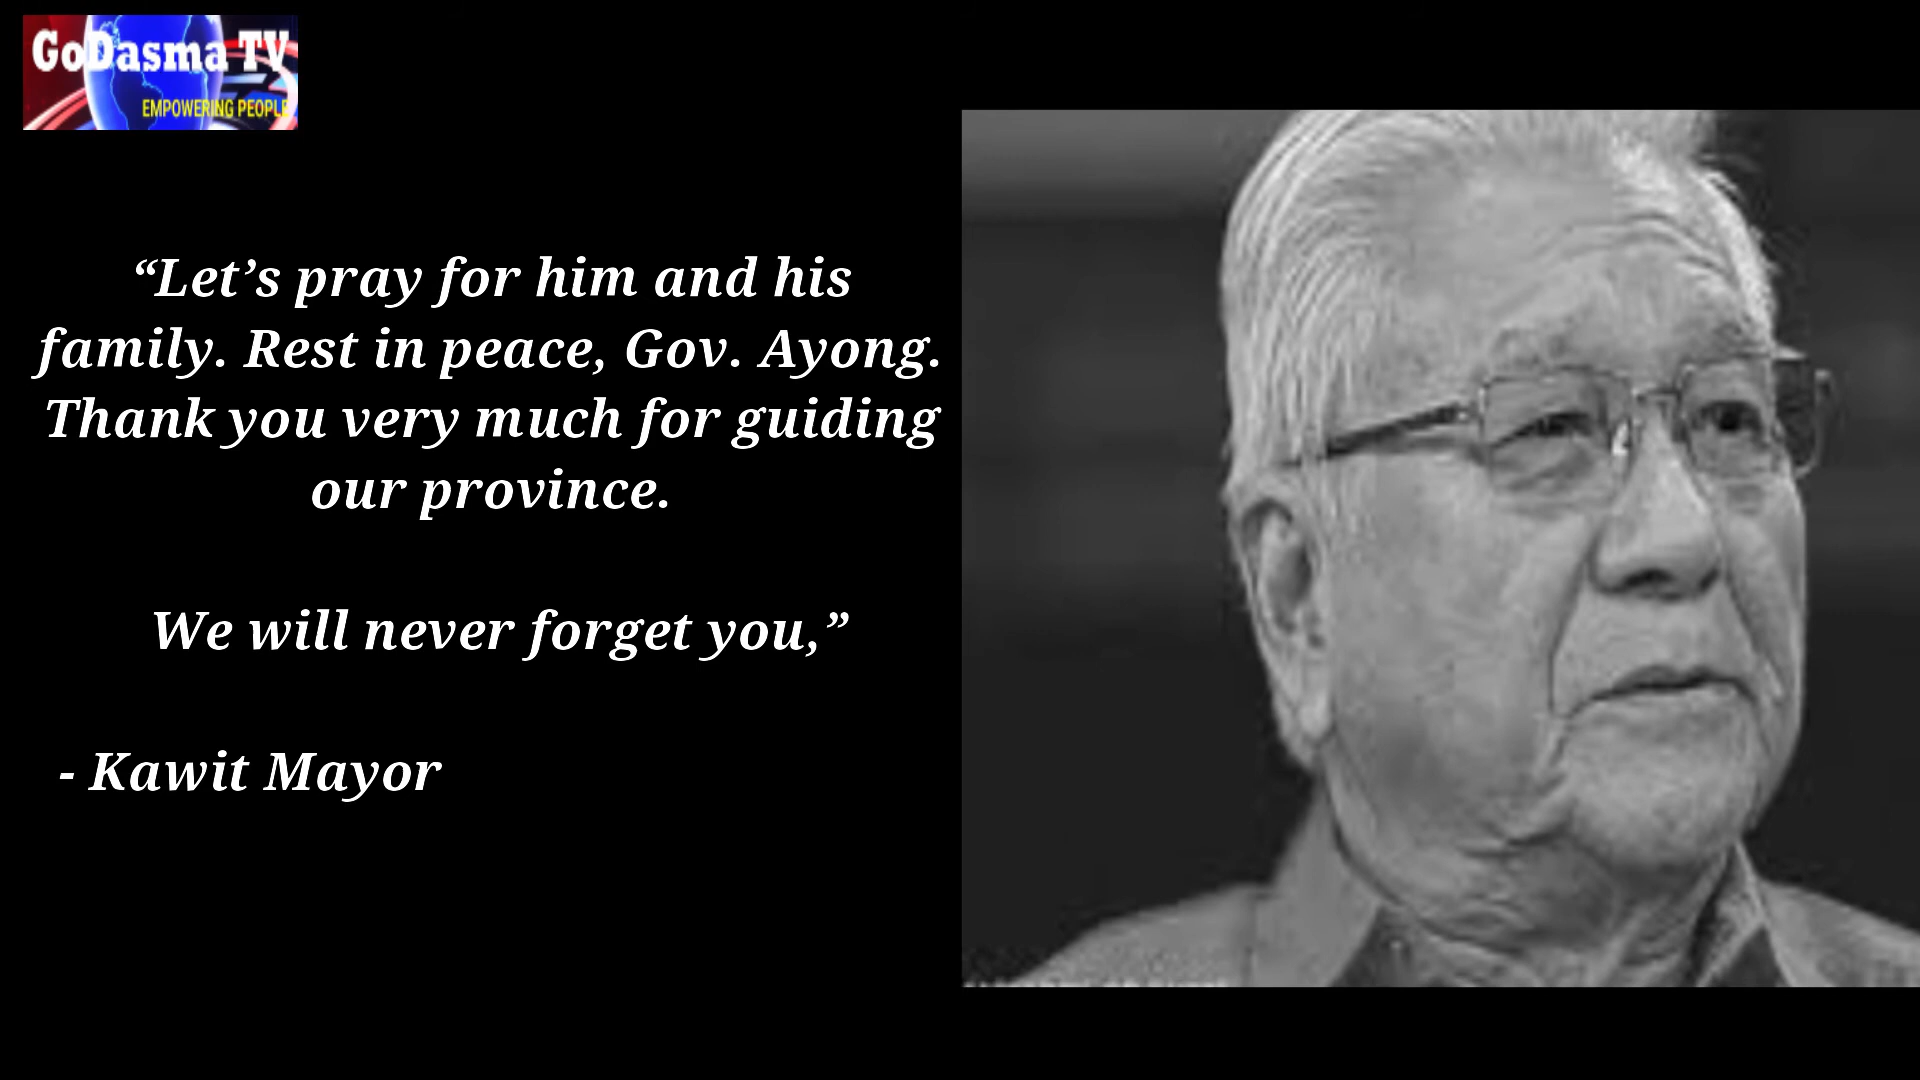 GoDasma TV
EMPOWERING PEOPLE
“Let’s pray for him and his
family. Rest in peace, Gov. Ayong.
Thank you very much for guiding
our province.
We will never forget you,”
- Kawit Mayor